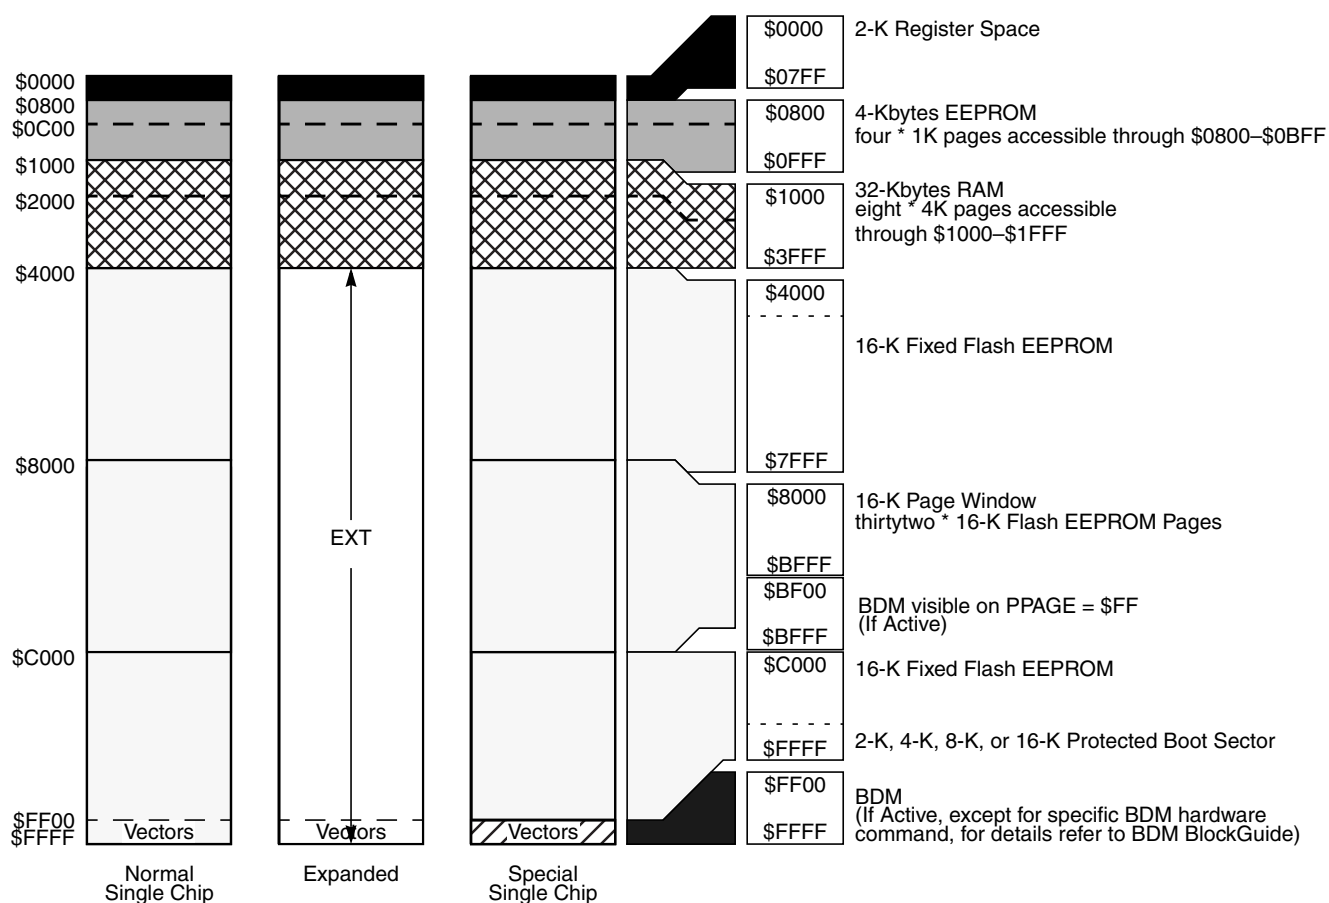 $0000
$0800
$0C00
$1000
$2000
$4000
$8000
$C000
$FF00
$FFFF
EXT
Vectors
Vectors
Vectors
Normal
Single Chip
Expanded
Special
Single Chip
$0000
$07FF
2-K Register Space
$0800
$0FFF
4-Kbytes EEPROM
four * 1K pages accessible through $0800–$0BFF
$1000
$3FFF
32-Kbytes RAM
eight * 4K pages accessible
through $1000–$1FFF
$4000
$7FFF
16-K Fixed Flash EEPROM
$8000
$BFFF
16-K Page Window
thirtytwo * 16-K Flash EEPROM Pages
$BF00
$BFFF
BDM visible on PPAGE = $FF
(If Active)
$C000
16-K Fixed Flash EEPROM
$FFFF
2-K, 4-K, 8-K, or 16-K Protected Boot Sector
$FF00
$FFFF
BDM
(If Active, except for specific BDM hardware
command, for details refer to BDM BlockGuide)